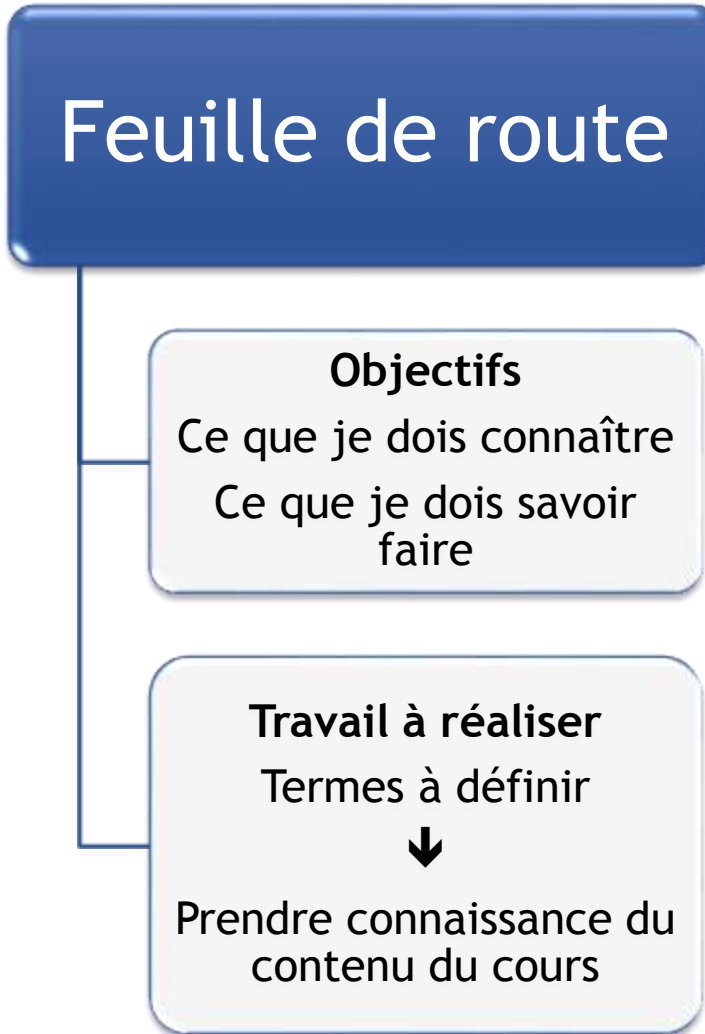 Feuille de route
Objectifs
Ce que je dois connaître
Ce que je dois savoir
faire
Travail à réaliser
Termes à définir
↓
Prendre connaissance du
contenu du cours